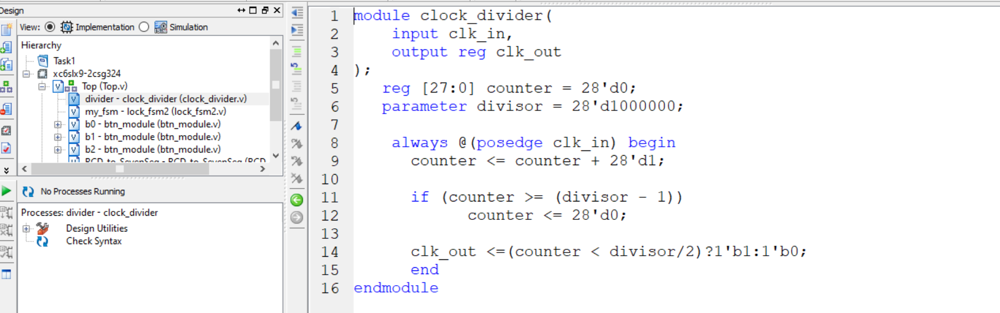 Design
View: Implementation Simulation
Hierarchy
Task1
xc6slx9-2csg324
Top (Top.v)
divider - clock_divider (clock_divider.v)
my_fsm - lock_fsm2 (lock_fsm2.v)
b0 - btn_module (btn_module.v)
b1 - btn_module (btn_module.v)
b2 - btn_module (btn_module.v)
BCD_to_SevenSeg - BCD_to_SevenSeg (BCD
No Processes Running
Processes: divider - clock_divider
Design Utilities
Check Syntax
1 module clock_divider(
2 input clk_in,
3 output reg clk_out
4 );
5 reg [27:0] counter = 28'd0;
6 parameter divisor = 28'd1000000;
7
8 always @(posedge clk_in) begin
9 counter <= counter + 28'd1;
10
11 if (counter >= (divisor - 1))
12 counter <= 28'd0;
13
14 clk_out <=(counter < divisor/2)?1'b1:1'b0;
15 end
16 endmodule